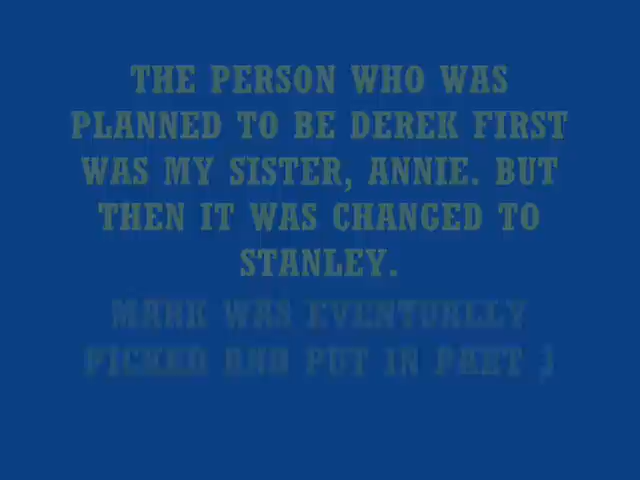 THE PERSON WHO WAS
PLANNED TO BE DEREK FIRST
WAS MY SISTER, ANNIE. BUT
THEN IT WAS CHANGED TO
STANLEY.
MARK WAS EVENTUALLY
PICKED AND PUT IN PART 3